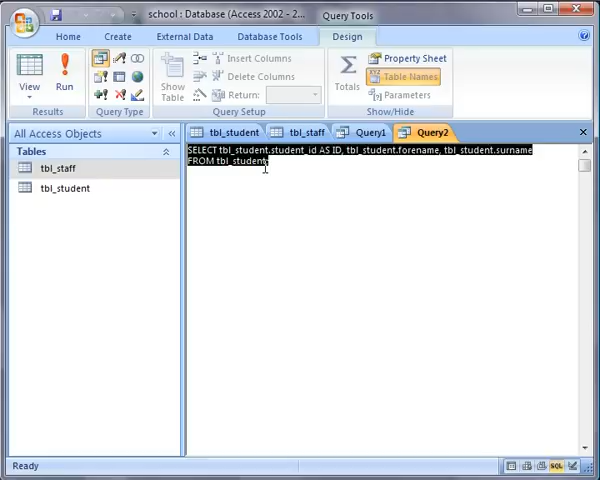 school : Database (Access 2002 - 2...
Query Tools
Home
Create
External Data
Database Tools
Design
View
Run
Results
Query Type
Show
Table
Insert Columns
Delete Columns
Return:
Query Setup
Totals
Property Sheet
Table Names
Parameters
Show/Hide
All Access Objects
Tables
tbl_staff
tbl_student
tbl_student
tbl_staff
Query1
Query2
SELECT tbl_student.student_id AS ID, tbl_student.forename, tbl_student.surname
FROM tbl_student;
Ready
SQL